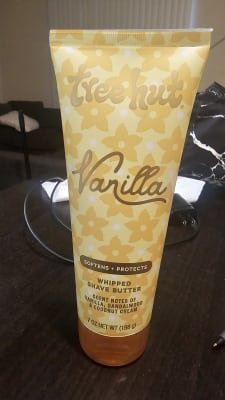 tree hut
Vanilla
SOFTENS + PROTECTS
WHIPPED
SHAVE BUTTER
SCENT NOTES OF
VANILLA, SANDALWOOD
& COCONUT CREAM
7 OZ NET WT (198 G)